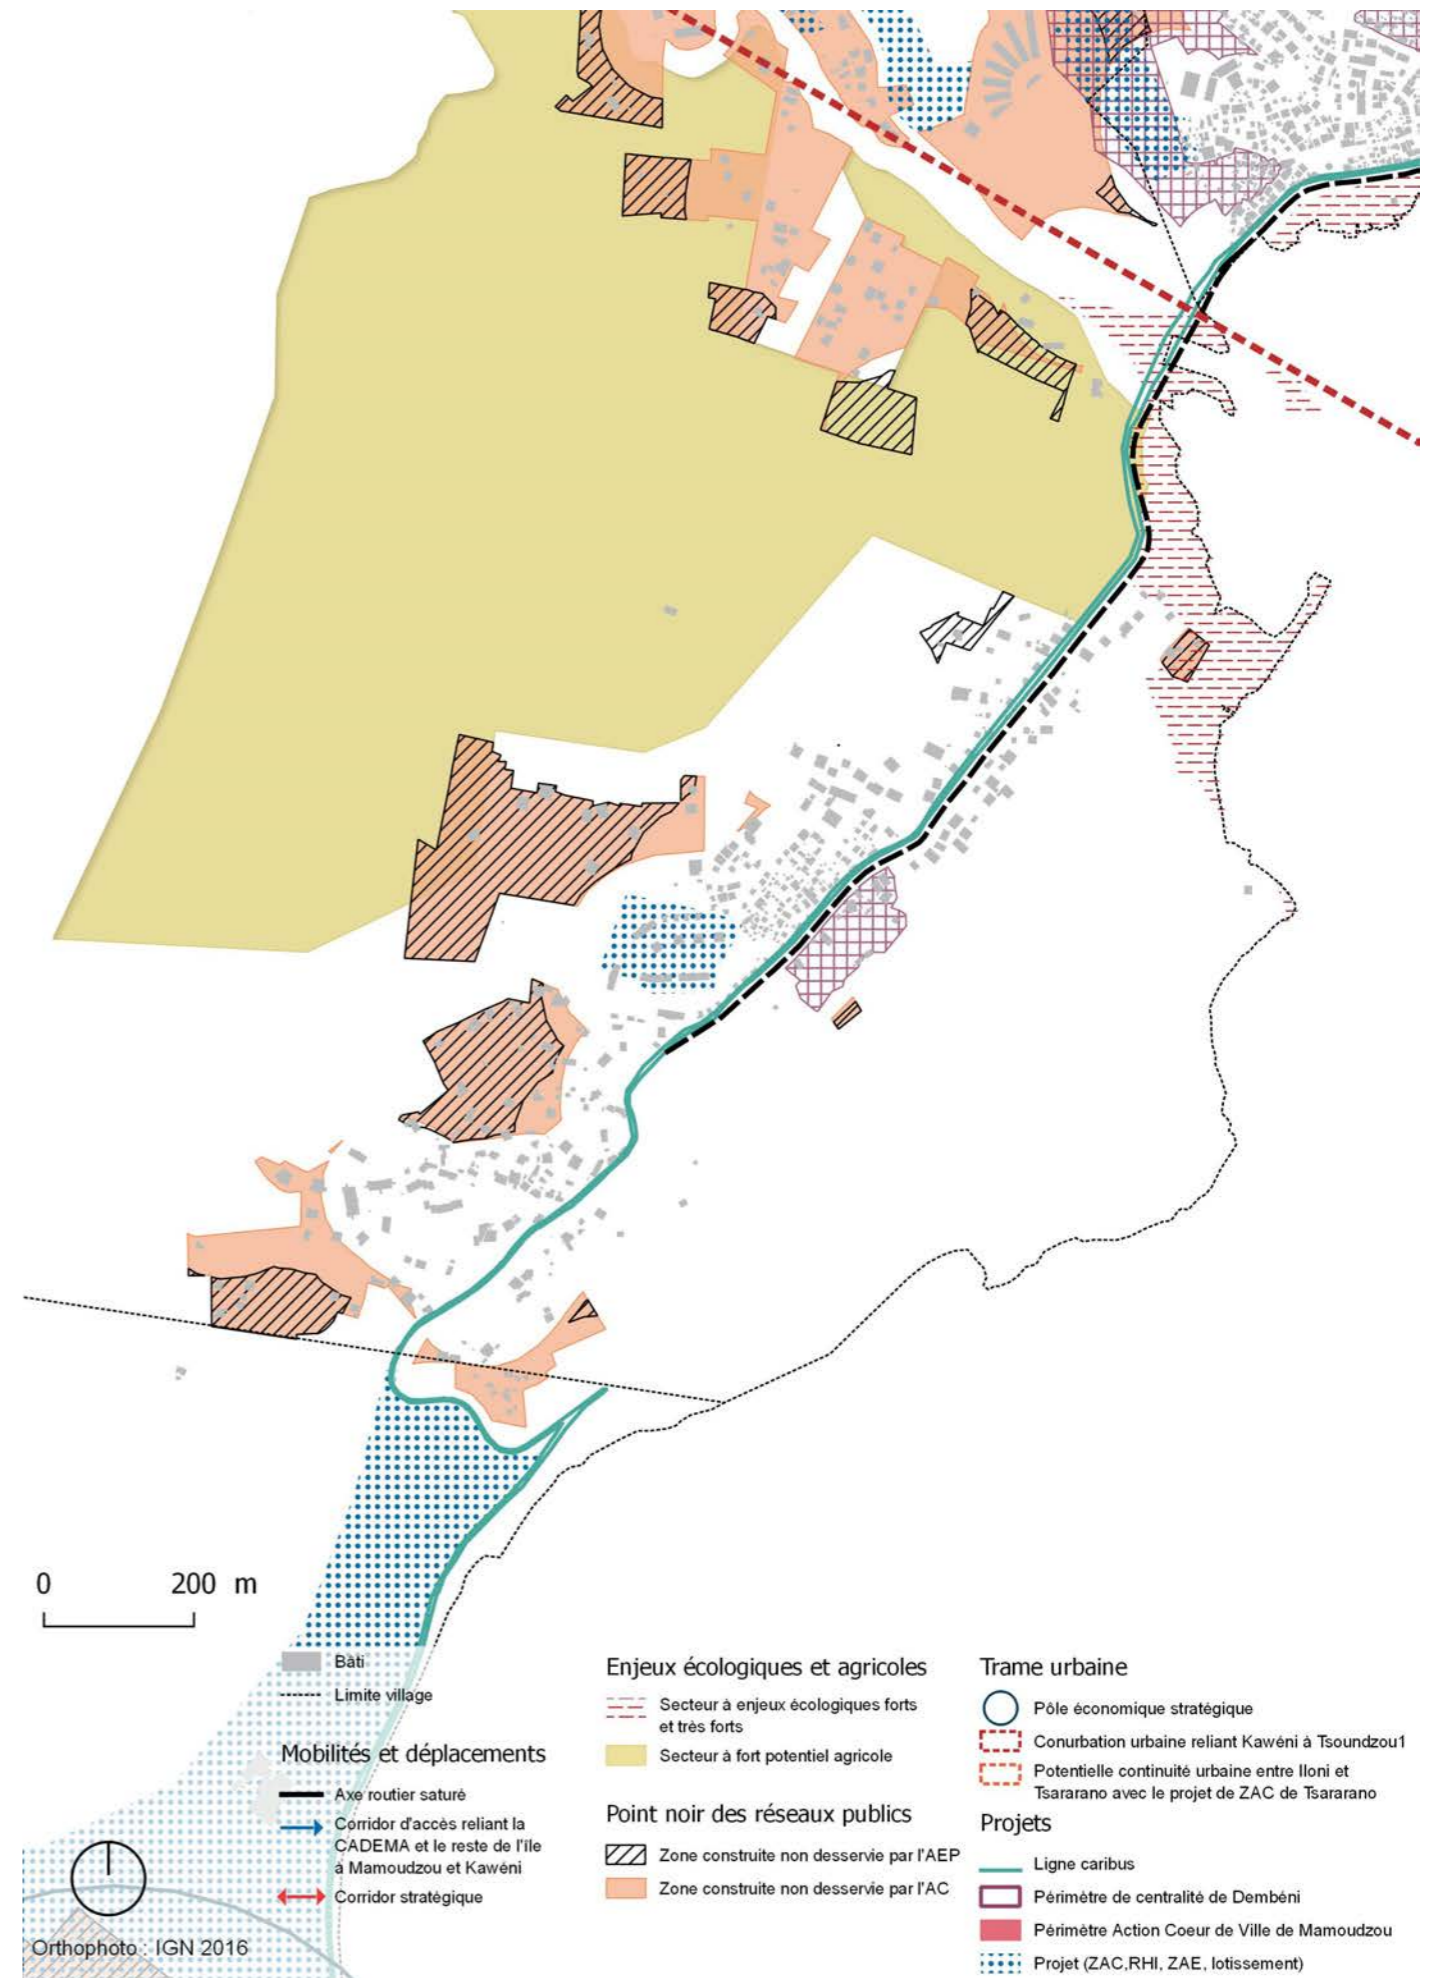 0 200 m
Bâti
Limite village
Mobilités et déplacements
Axe routier saturé
Corridor d'accès reliant la
CADEMA et le reste de l'île
à Mamoudzou et Kawéni
Corridor stratégique
Orthophoto : IGN 2016
Enjeux écologiques et agricoles
Secteur à enjeux écologiques forts
et très forts
Secteur à fort potentiel agricole
Point noir des réseaux publics
Zone construite non desservie par l'AEP
Zone construite non desservie par l'AC
Trame urbaine
Pôle économique stratégique
Conurbation urbaine reliant Kawéni à Tsoundzou1
Potentielle continuité urbaine entre Iloni et
Tsararano avec le projet de ZAC de Tsararano
Projets
Ligne caribus
Périmètre de centralité de Dembéni
Périmètre Action Coeur de Ville de Mamoudzou
Projet (ZAC,RHI, ZAE, lotissement)